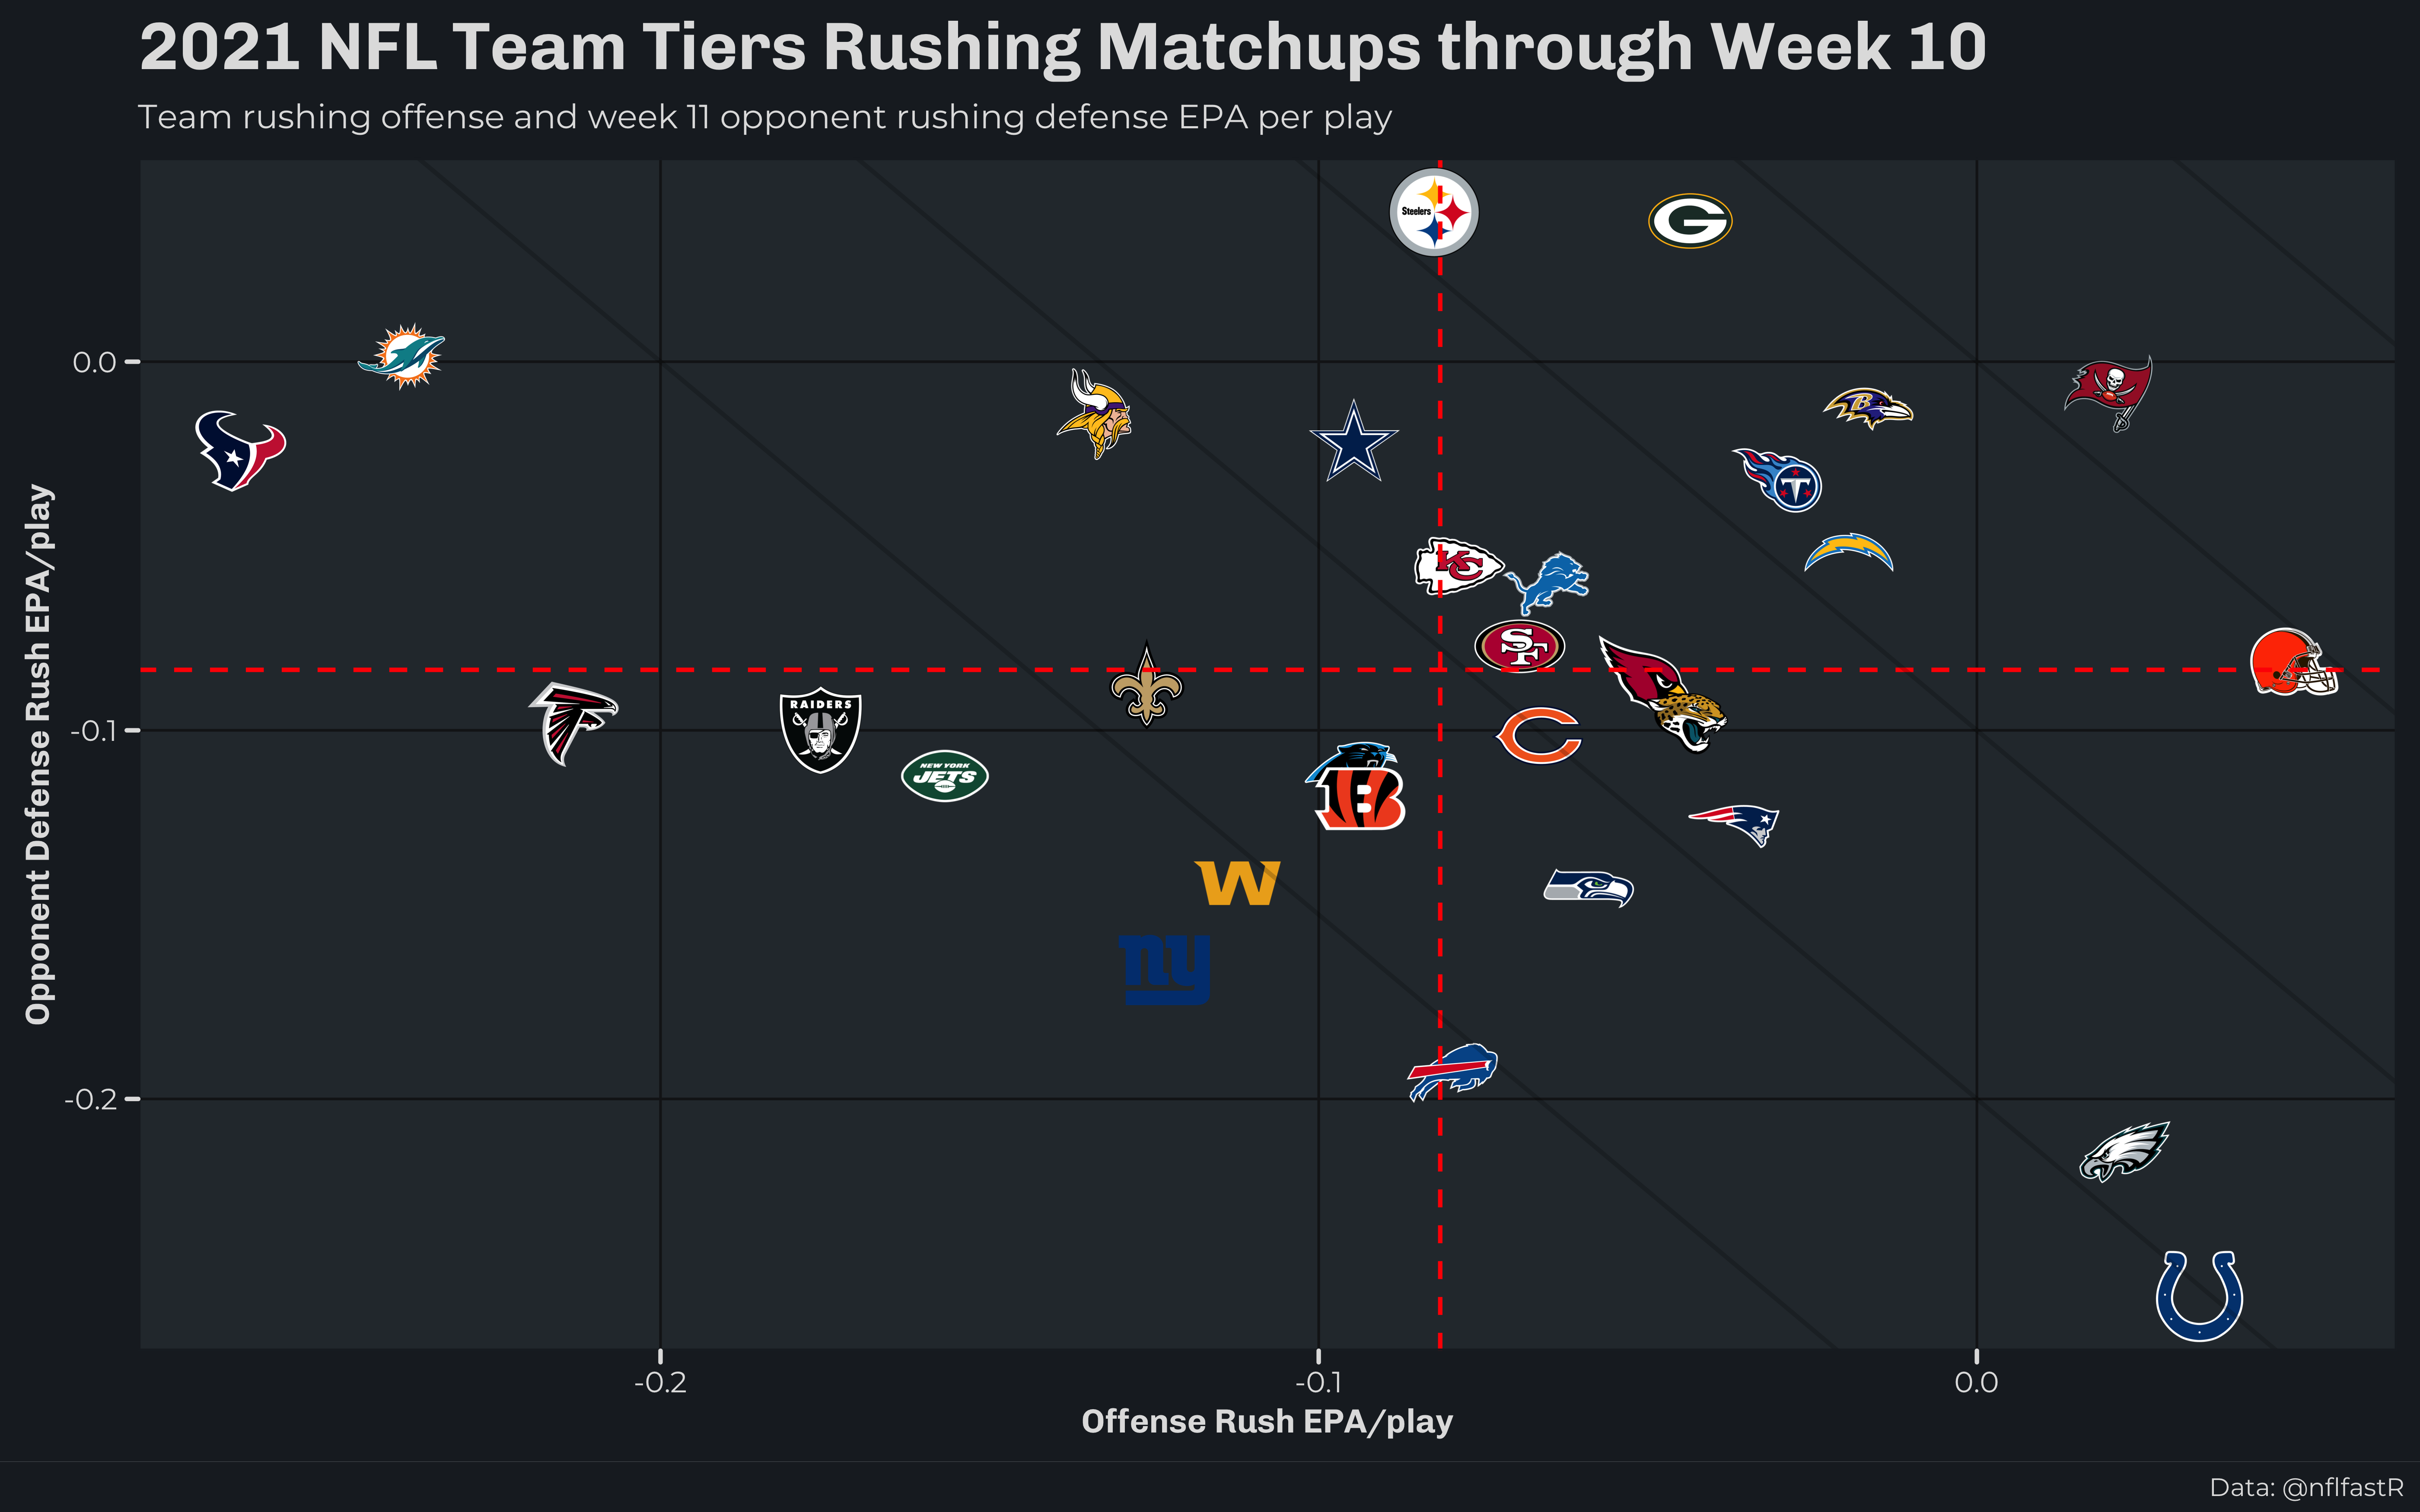 2021 NFL Team Tiers Rushing Matchups through Week 10
Team rushing offense and week 11 opponent rushing defense EPA per play
Opponent Defense Rush EPA/play
0.0
-0.1
-0.2
Steelers
G
B
T
KC
SF
RAIDERS
NEW YORK
JETS
C
B
W
ny
-0.2
-0.1
0.0
Offense Rush EPA/play
Data: @nflfastR